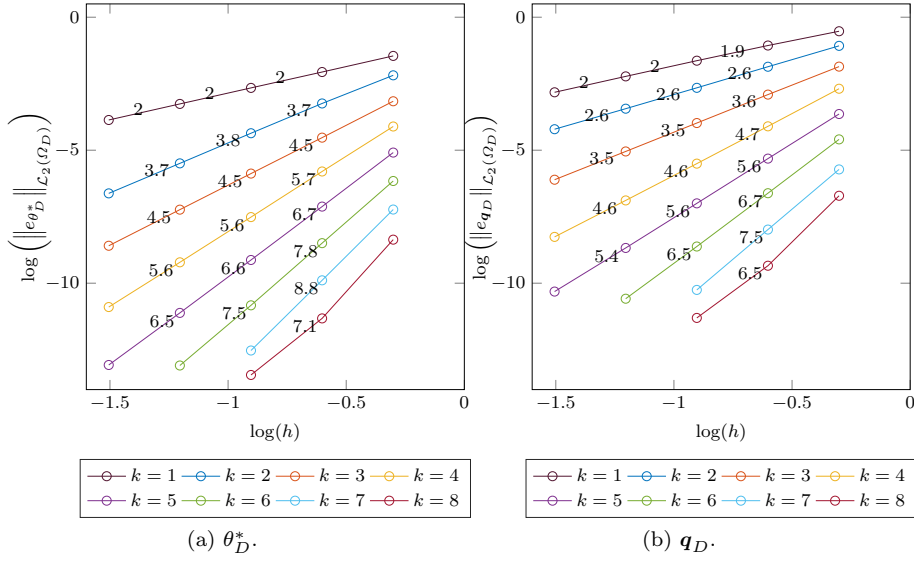 0
−5
−10
log(‖e_{θ*_D}‖_{𝓛₂(Ω_D)})
2
2
2
3.7
3.8
3.7
4.5
4.5
4.5
5.7
5.6
5.6
6.7
6.6
6.5
7.8
7.5
8.8
7.1
−1.5
−1
−0.5
0
log(h)
k = 1
k = 2
k = 3
k = 4
k = 5
k = 6
k = 7
k = 8
(a) θ*_D.
0
−5
−10
log(‖e_{𝒒_D}‖_{𝓛₂(Ω_D)})
1.9
2
2
2.6
2.6
2.6
3.6
3.5
3.5
4.7
4.6
4.6
5.6
5.6
5.4
6.7
6.5
7.5
6.5
−1.5
−1
−0.5
0
log(h)
k = 1
k = 2
k = 3
k = 4
k = 5
k = 6
k = 7
k = 8
(b) 𝒒_D.